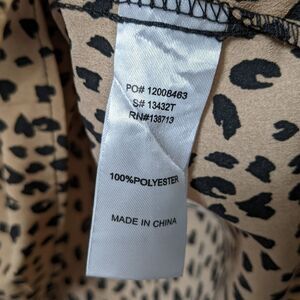 PO# 12008463
S# 13432T
RN#138713
100%POLYESTER
MADE IN CHINA